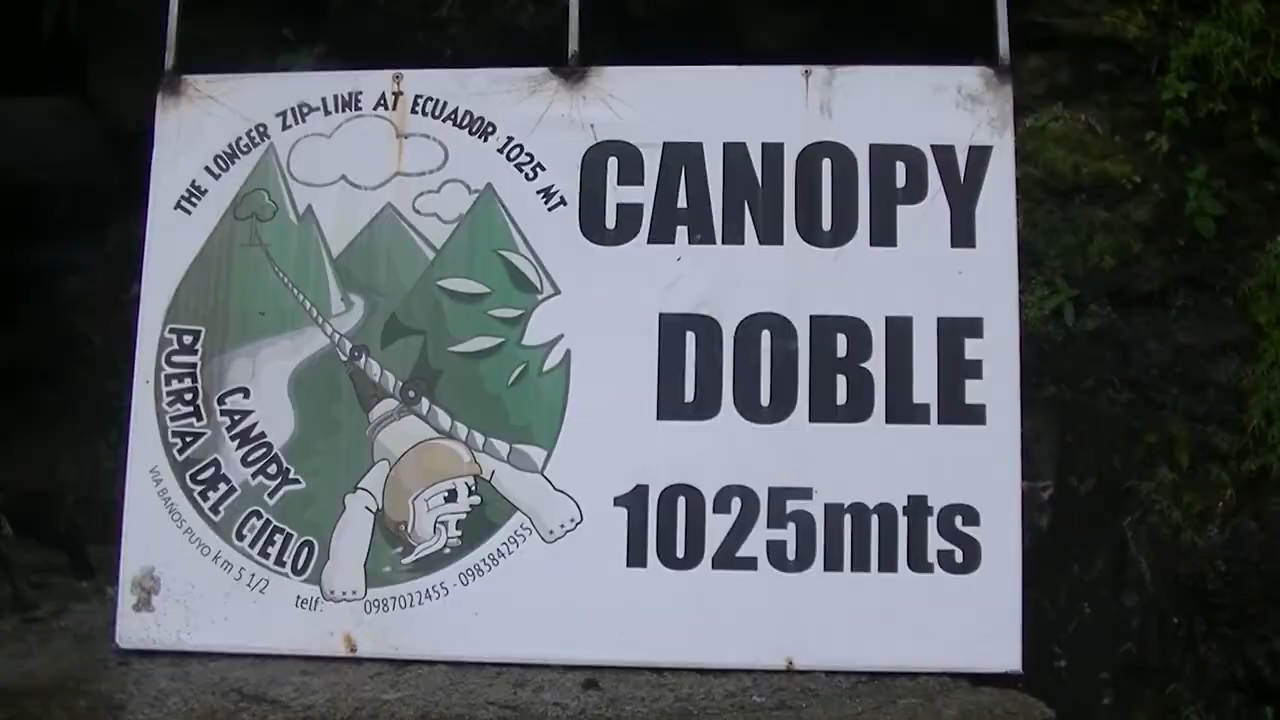 THE LONGER ZIP-LINE AT ECUADOR 1025 MT
CANOPY
PUERTA DEL CIELO
VIA BAÑOS PUYO km 5 1/2
telf: 0987022455 - 0983842955
CANOPY
DOBLE
1025mts